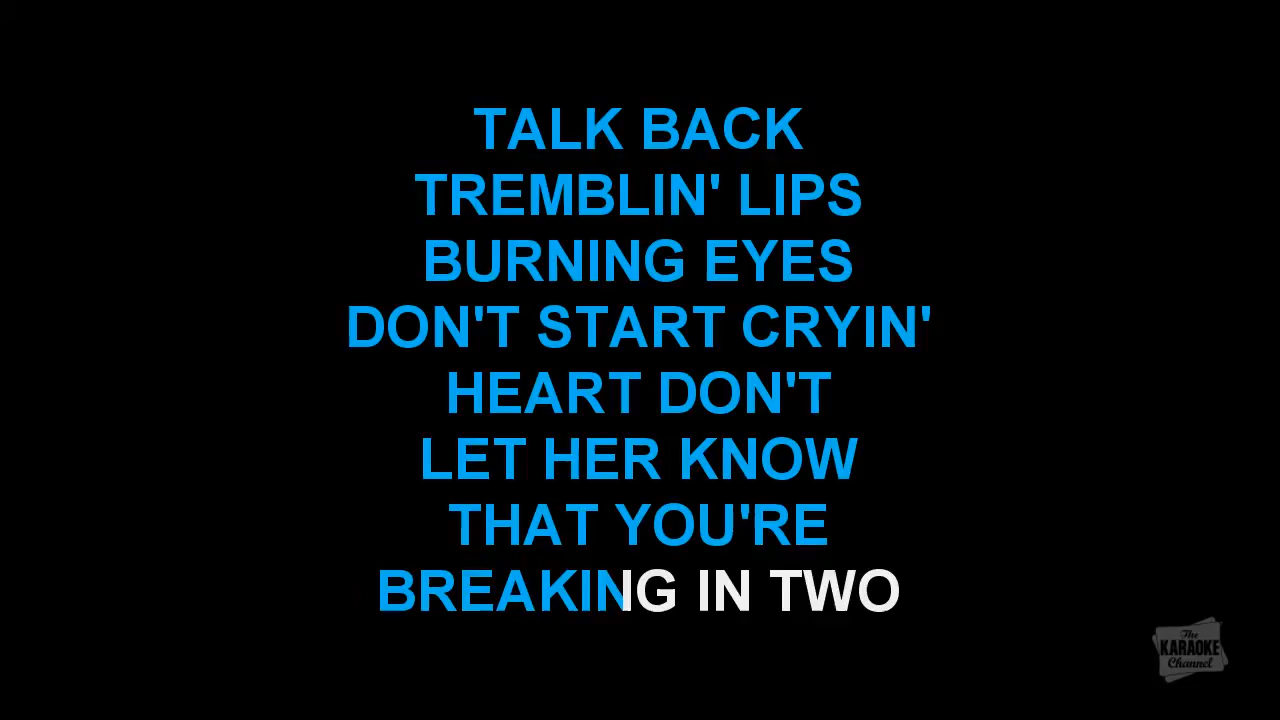 TALK BACK
TREMBLIN' LIPS
BURNING EYES
DON'T START CRYIN'
HEART DON'T
LET HER KNOW
THAT YOU'RE
BREAKING IN TWO
The
KARAOKE
Channel